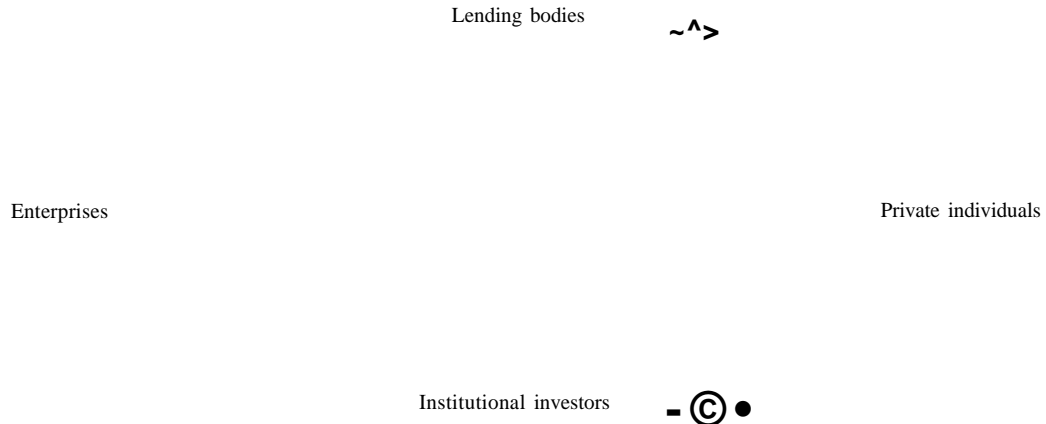 Lending bodies ~^>
Enterprises
Private individuals
Institutional investors - © •